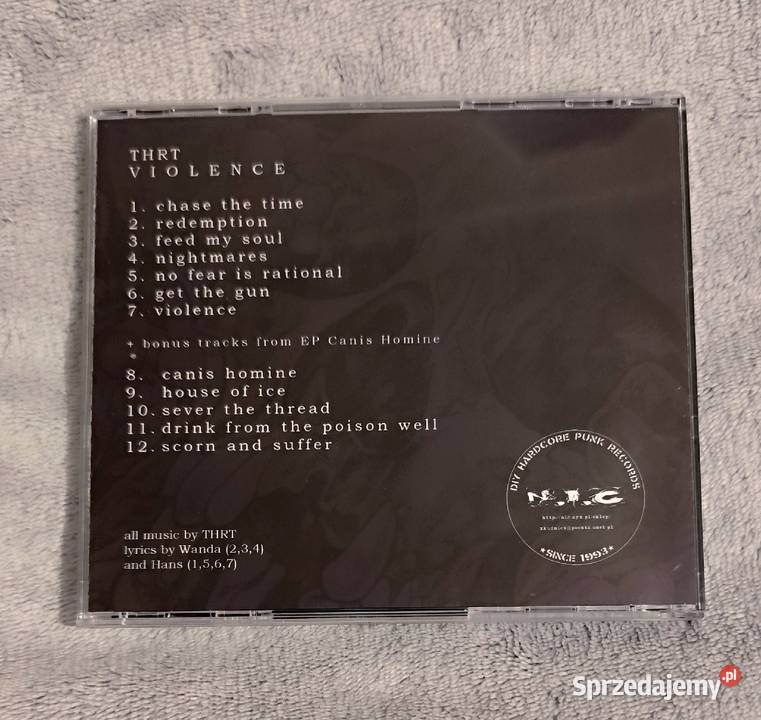 THRT
VIOLENCE
1. chase the time
2. redemption
3. feed my soul
4. nightmares
5. no fear is rational
6. get the gun
7. violence
+ bonus tracks from EP Canis Homine
*
8. canis homine
9. house of ice
10. sever the thread
11. drink from the poison well
12. scorn and suffer
all music by THRT
lyrics by Wanda (2,3,4)
and Hans (1,5,6,7)
DIY HARDCORE PUNK RECORDS
N.I.C
*SINCE 1993*
Sprzedajemy.pl